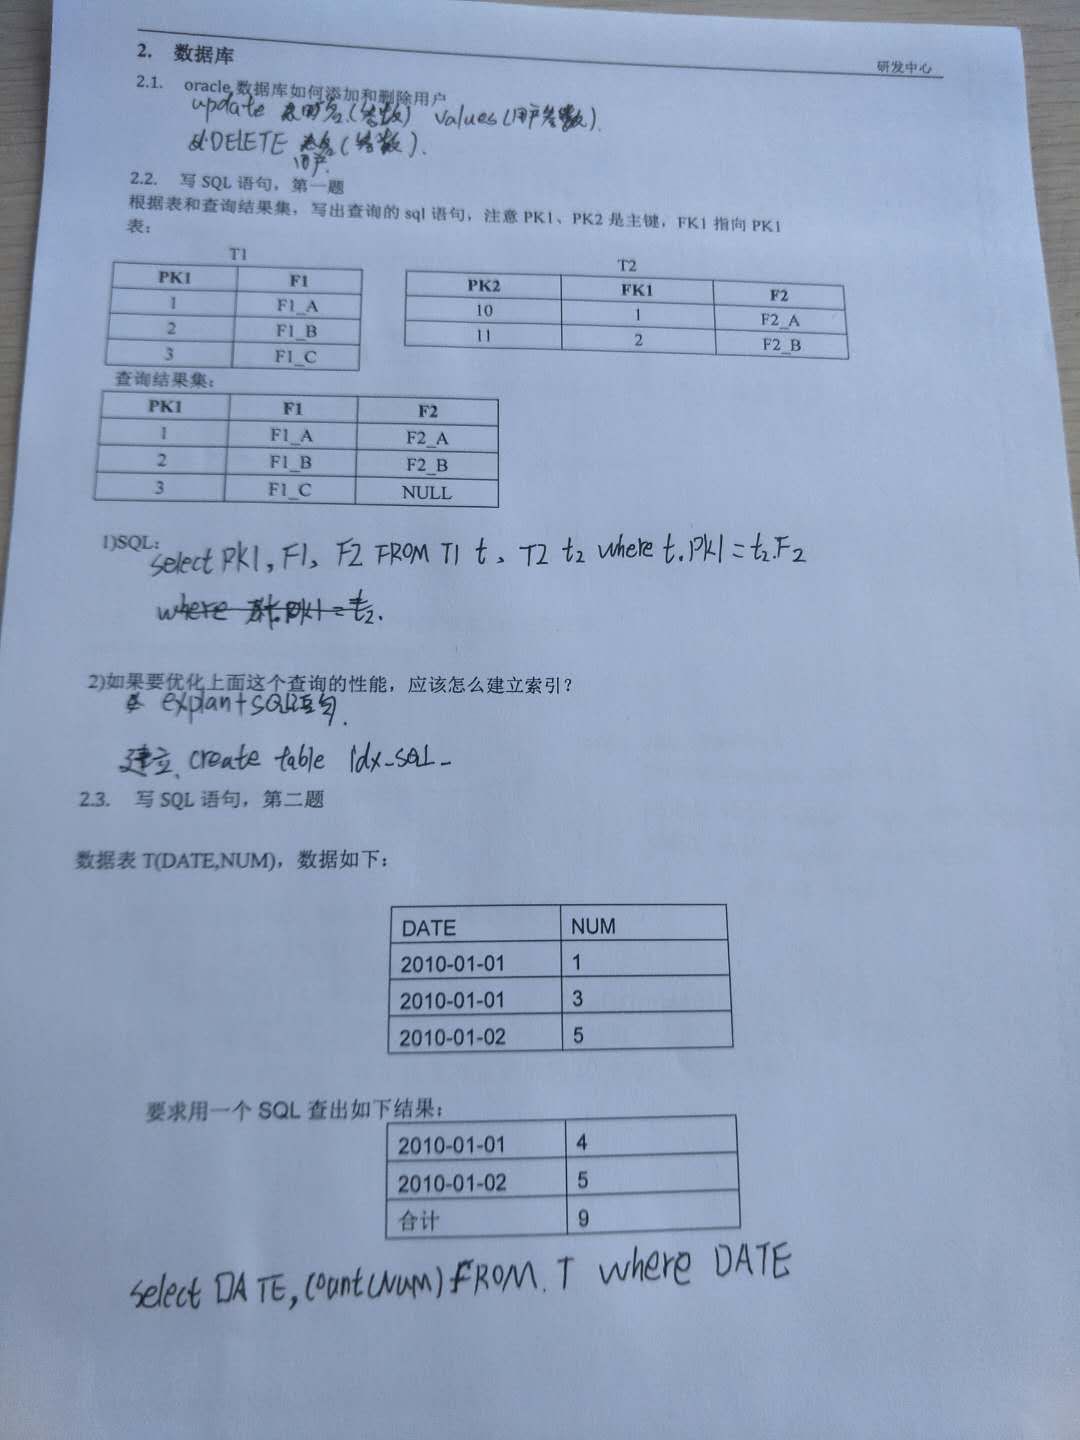 研发中心
2. 数据库
2.1. oracle 数据库如何添加和删除用户
update (参数) values(用户参数).
DELETE (参数).
用户
2.2. 写 SQL 语句，第一题
根据表和查询结果集，写出查询的 sql 语句，注意 PK1、PK2 是主键，FK1 指向 PK1
表：
T1
PK1 F1
1 F1_A
2 F1_B
3 F1_C
T2
PK2 FK1 F2
10 1 F2_A
11 2 F2_B
查询结果集：
PK1 F1 F2
1 F1_A F2_A
2 F1_B F2_B
3 F1_C NULL
1)SQL:
select PK1, F1, F2 FROM T1 t、T2 t2 where t.PK1 = t2.F2
where t.pk1 = t2.
2)如果要优化上面这个查询的性能，应该怎么建立索引？
explan+SQL语句.
建立、create table idx_SQL_
2.3. 写 SQL 语句，第二题
数据表 T(DATE,NUM)，数据如下：
DATE NUM
2010-01-01 1
2010-01-01 3
2010-01-02 5
要求用一个 SQL 查出如下结果：
2010-01-01 4
2010-01-02 5
合计 9
select DATE, Count(Num) FROM. T where DATE